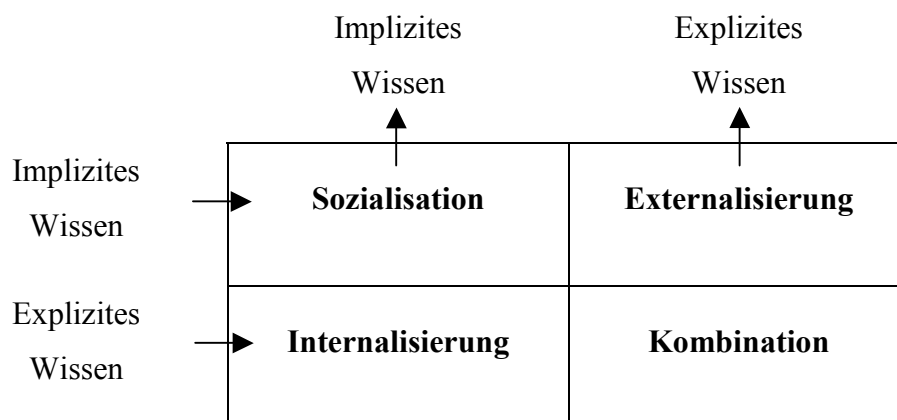 Implizites Explizites
Wissen Wissen
Implizites
Wissen
Sozialisation Externalisierung
Explizites
Wissen
Internalisierung Kombination